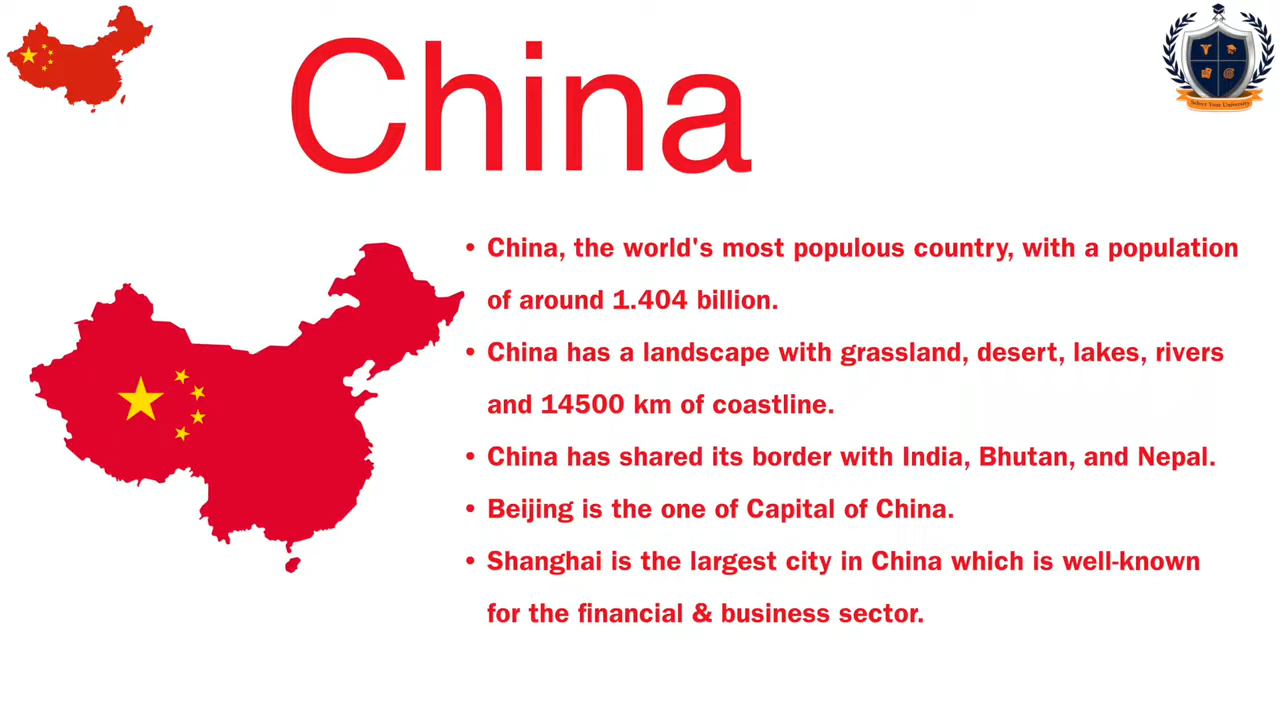 China
Select Your University
• China, the world's most populous country, with a population
of around 1.404 billion.
• China has a landscape with grassland, desert, lakes, rivers
and 14500 km of coastline.
• China has shared its border with India, Bhutan, and Nepal.
• Beijing is the one of Capital of China.
• Shanghai is the largest city in China which is well-known
for the financial & business sector.